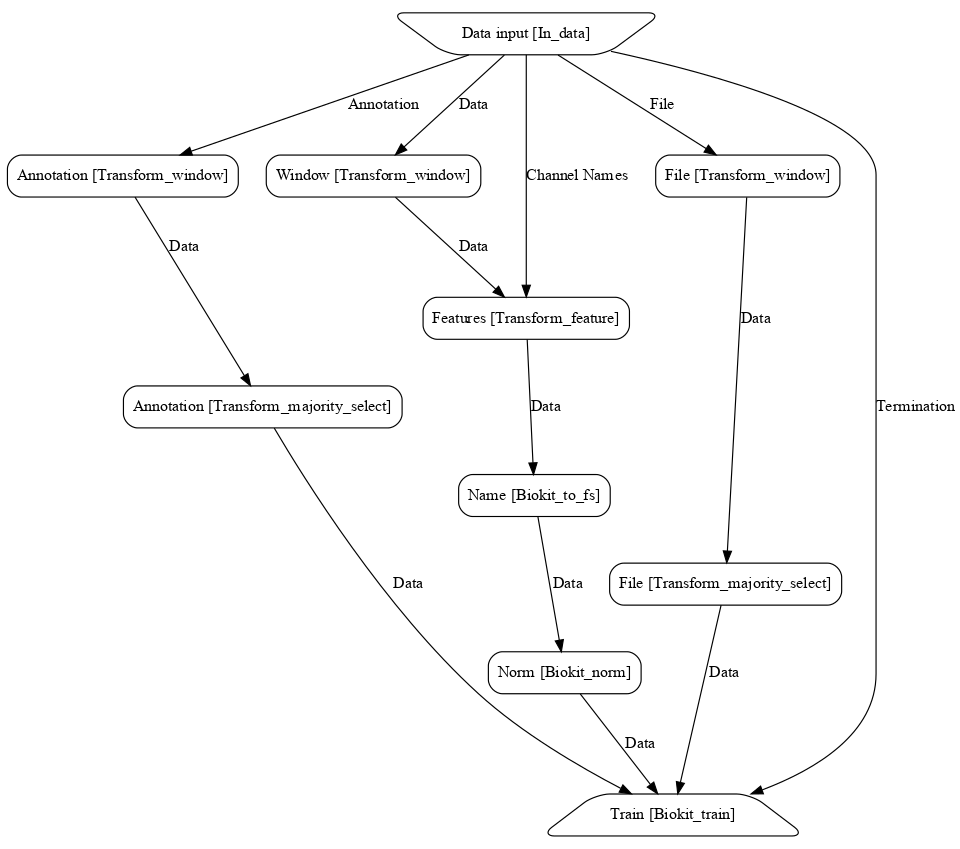 Data input [In_data]
Annotation
Data
File
Annotation [Transform_window]
Window [Transform_window]
Channel Names
File [Transform_window]
Data
Data
Features [Transform_feature]
Data
Annotation [Transform_majority_select]
Data
Termination
Name [Biokit_to_fs]
Data
Data
File [Transform_majority_select]
Norm [Biokit_norm]
Data
Data
Train [Biokit_train]